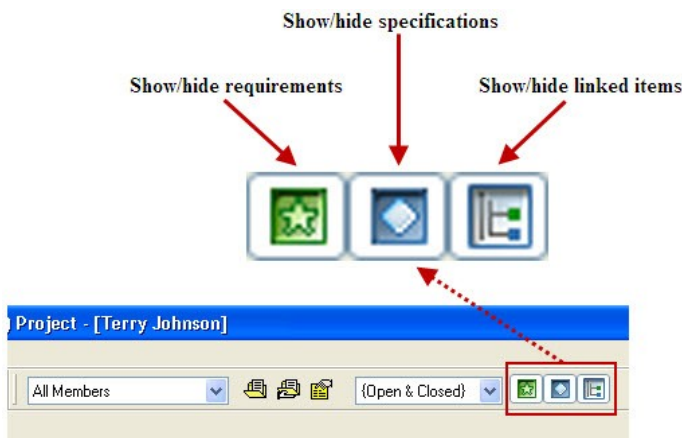 Show/hide specifications
Show/hide requirements
Show/hide linked items
Project - [Terry Johnson]
All Members
{Open & Closed}